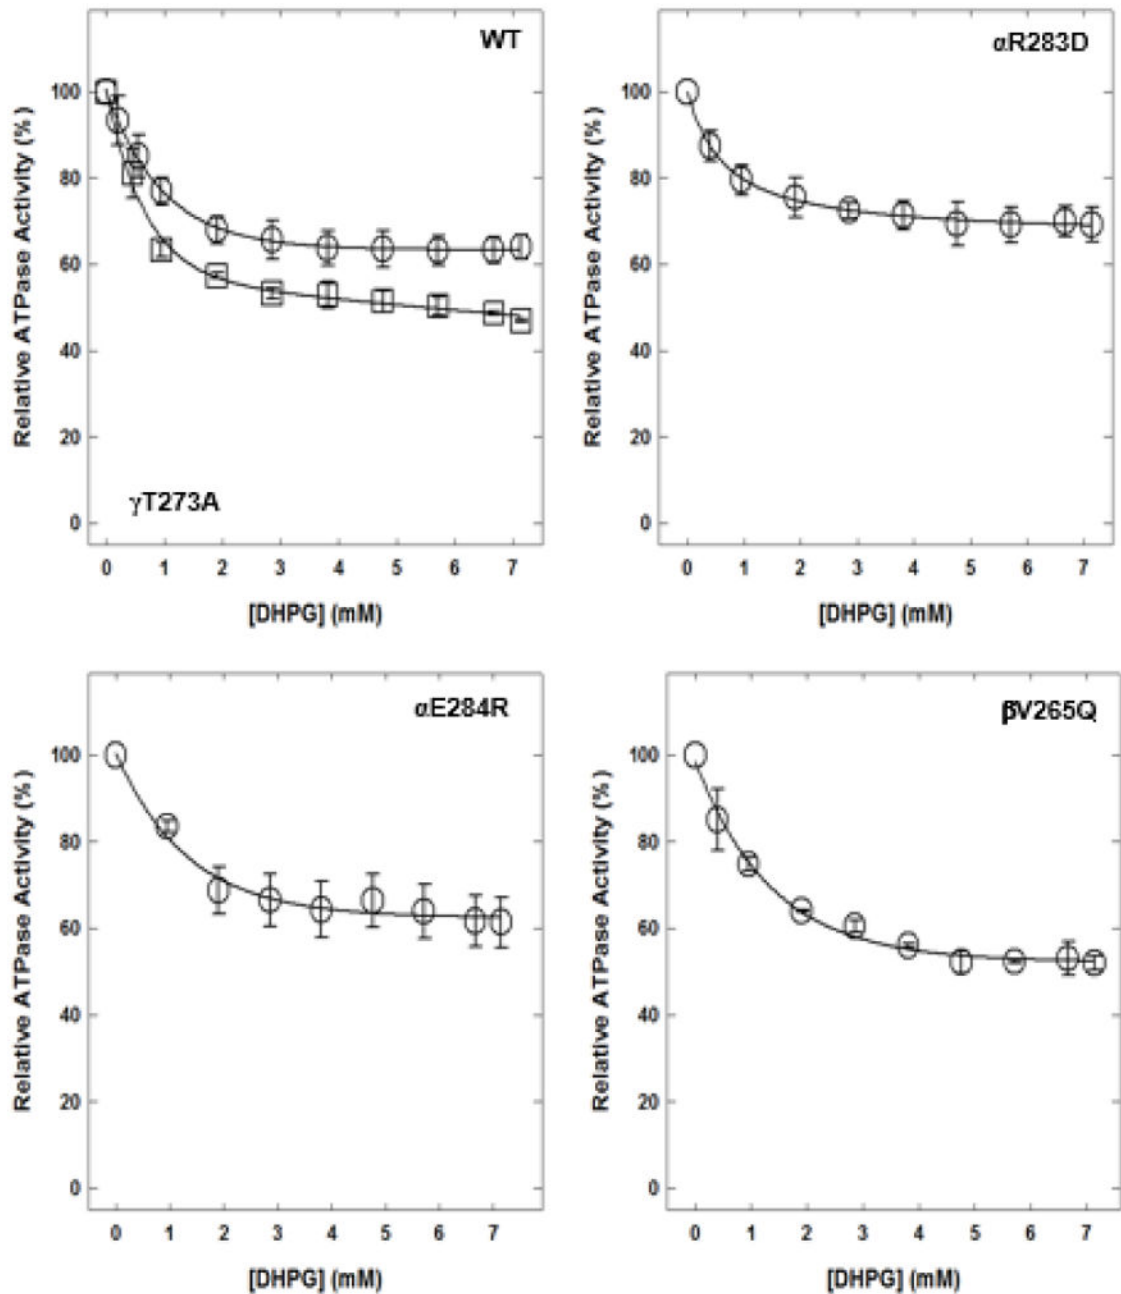 WT
100
80
60
40
20
0
γT273A
Relative ATPase Activity (%)
0 1 2 3 4 5 6 7
[DHPG] (mM)
αR283D
100
80
60
40
20
0
Relative ATPase Activity (%)
0 1 2 3 4 5 6 7
[DHPG] (mM)
αE284R
100
80
60
40
20
0
Relative ATPase Activity (%)
0 1 2 3 4 5 6 7
[DHPG] (mM)
βV265Q
100
80
60
40
20
0
Relative ATPase Activity (%)
0 1 2 3 4 5 6 7
[DHPG] (mM)